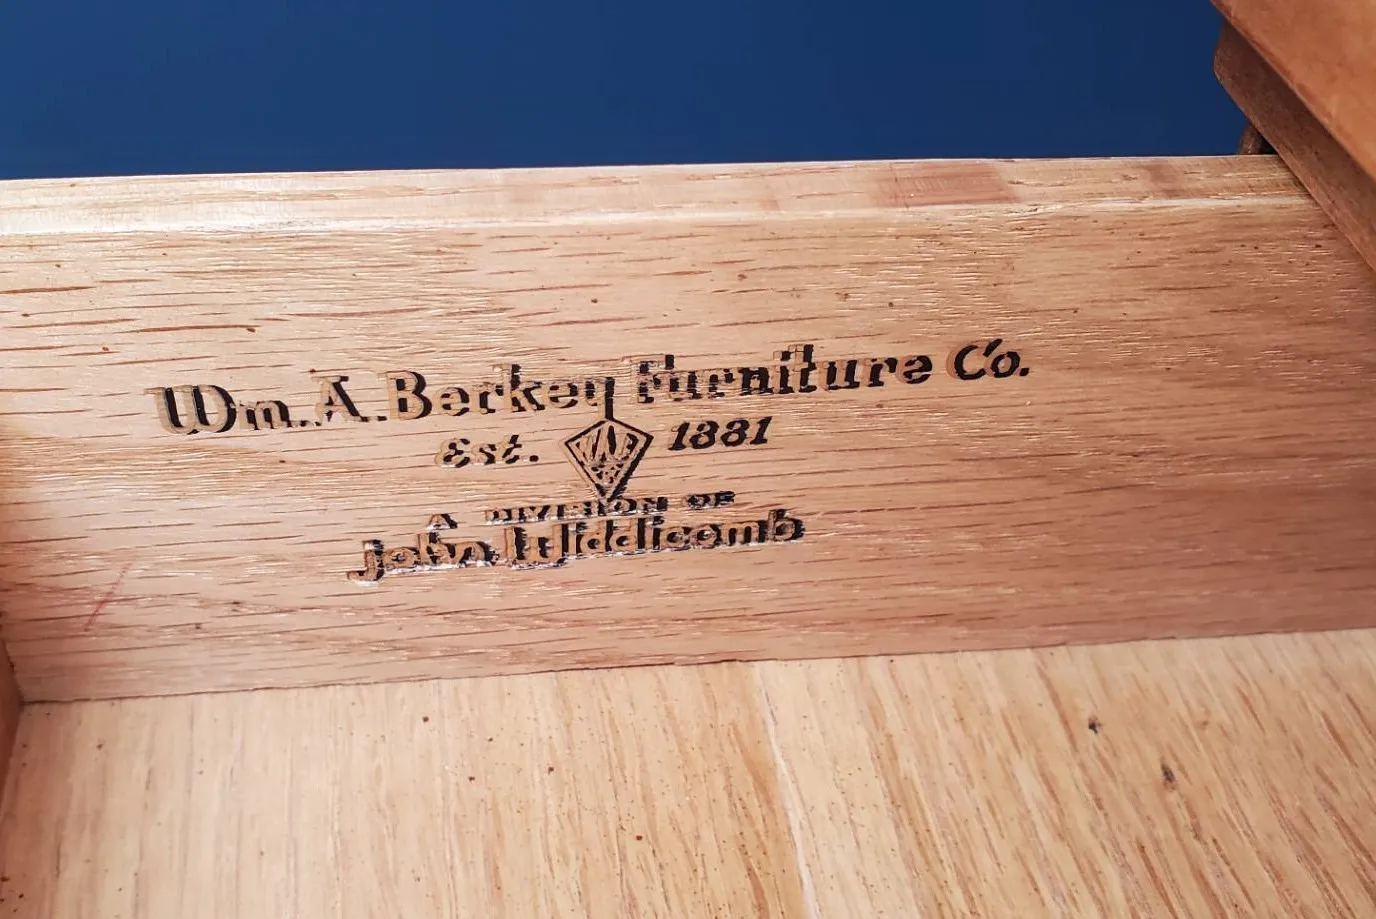 Wm. A. Berkey Furniture Co.
Est. 1881
A DIVISION OF
John Widdicomb